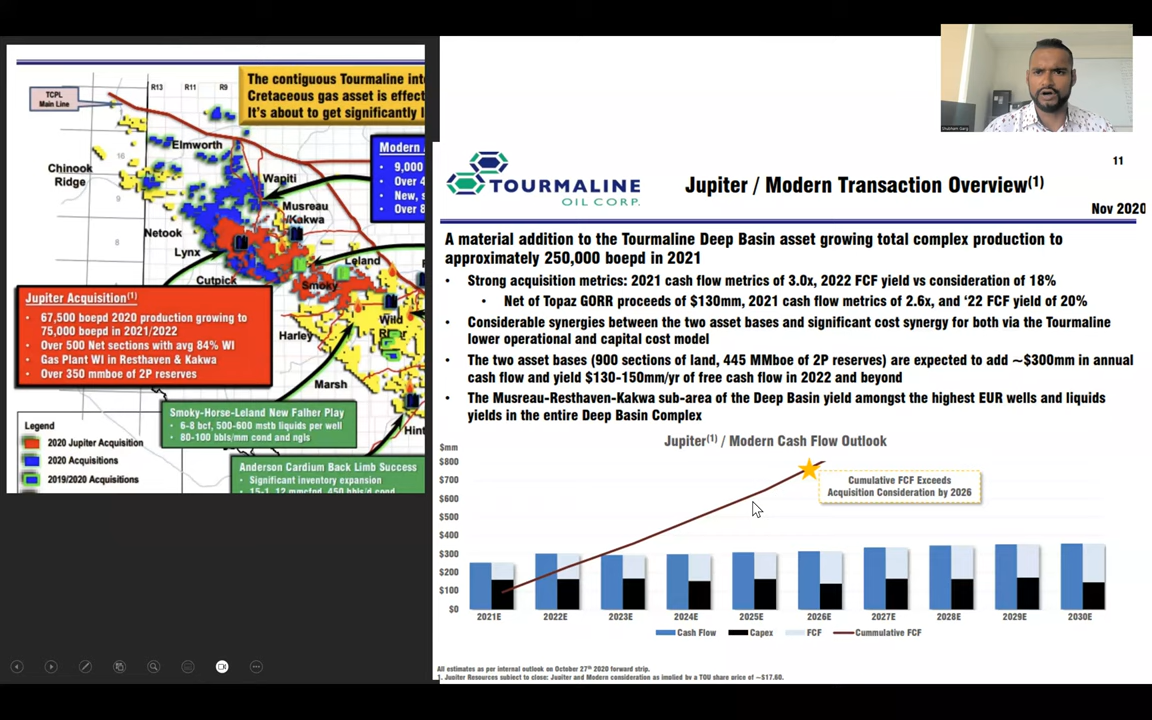 The contiguous Tourmaline
Cretaceous gas asset is
It's about to get significantly
TCPL
Main Line
R13
R11
R9
Elmworth
16
Chinook
Ridge
Wapiti
9
Musreau
/Kakwa
Netook
8
Lynx
Leland
Cutpick
Smoky
Wild
Harley
Marsh
Modern
• 9,000
• Over 4
• New, s
• Over 8
Jupiter Acquisition(1)
• 67,500 boepd 2020 production growing to
75,000 boepd in 2021/2022
• Over 500 Net sections with avg 84% WI
• Gas Plant WI in Resthaven & Kakwa
• Over 350 mmboe of 2P reserves
Smoky-Horse-Leland New Falher Play
• 6-8 bcf, 500-600 mstb liquids per well
• 80-100 bbls/mm cond and ngls
Anderson Cardium Back Limb Success
• Significant inventory expansion
Legend
2020 Jupiter Acquisition
2020 Acquisitions
2019/2020 Acquisitions
Shubham Garg
11
TOURMALINE
OIL CORP.
Jupiter / Modern Transaction Overview(1)
Nov 2020
A material addition to the Tourmaline Deep Basin asset growing total complex production to
approximately 250,000 boepd in 2021
• Strong acquisition metrics: 2021 cash flow metrics of 3.0x, 2022 FCF yield vs consideration of 18%
• Net of Topaz GORR proceeds of $130mm, 2021 cash flow metrics of 2.6x, and '22 FCF yield of 20%
• Considerable synergies between the two asset bases and significant cost synergy for both via the Tourmaline
lower operational and capital cost model
• The two asset bases (900 sections of land, 445 MMboe of 2P reserves) are expected to add ~$300mm in annual
cash flow and yield $130-150mm/yr of free cash flow in 2022 and beyond
• The Musreau-Resthaven-Kakwa sub-area of the Deep Basin yield amongst the highest EUR wells and liquids
yields in the entire Deep Basin Complex
Jupiter(1) / Modern Cash Flow Outlook
$mm
$800
$700
$600
$500
$400
$300
$200
$100
$0
Cumulative FCF Exceeds
Acquisition Consideration by 2026
2021E 2022E 2023E 2024E 2025E 2026E 2027E 2028E 2029E 2030E
Cash Flow Capex FCF Cummulative FCF
All estimates as per internal outlook on October 27th 2020 forward strip.
1. Jupiter Resources subject to close; Jupiter and Modern consideration as implied by a TOU share price of ~$17.60.